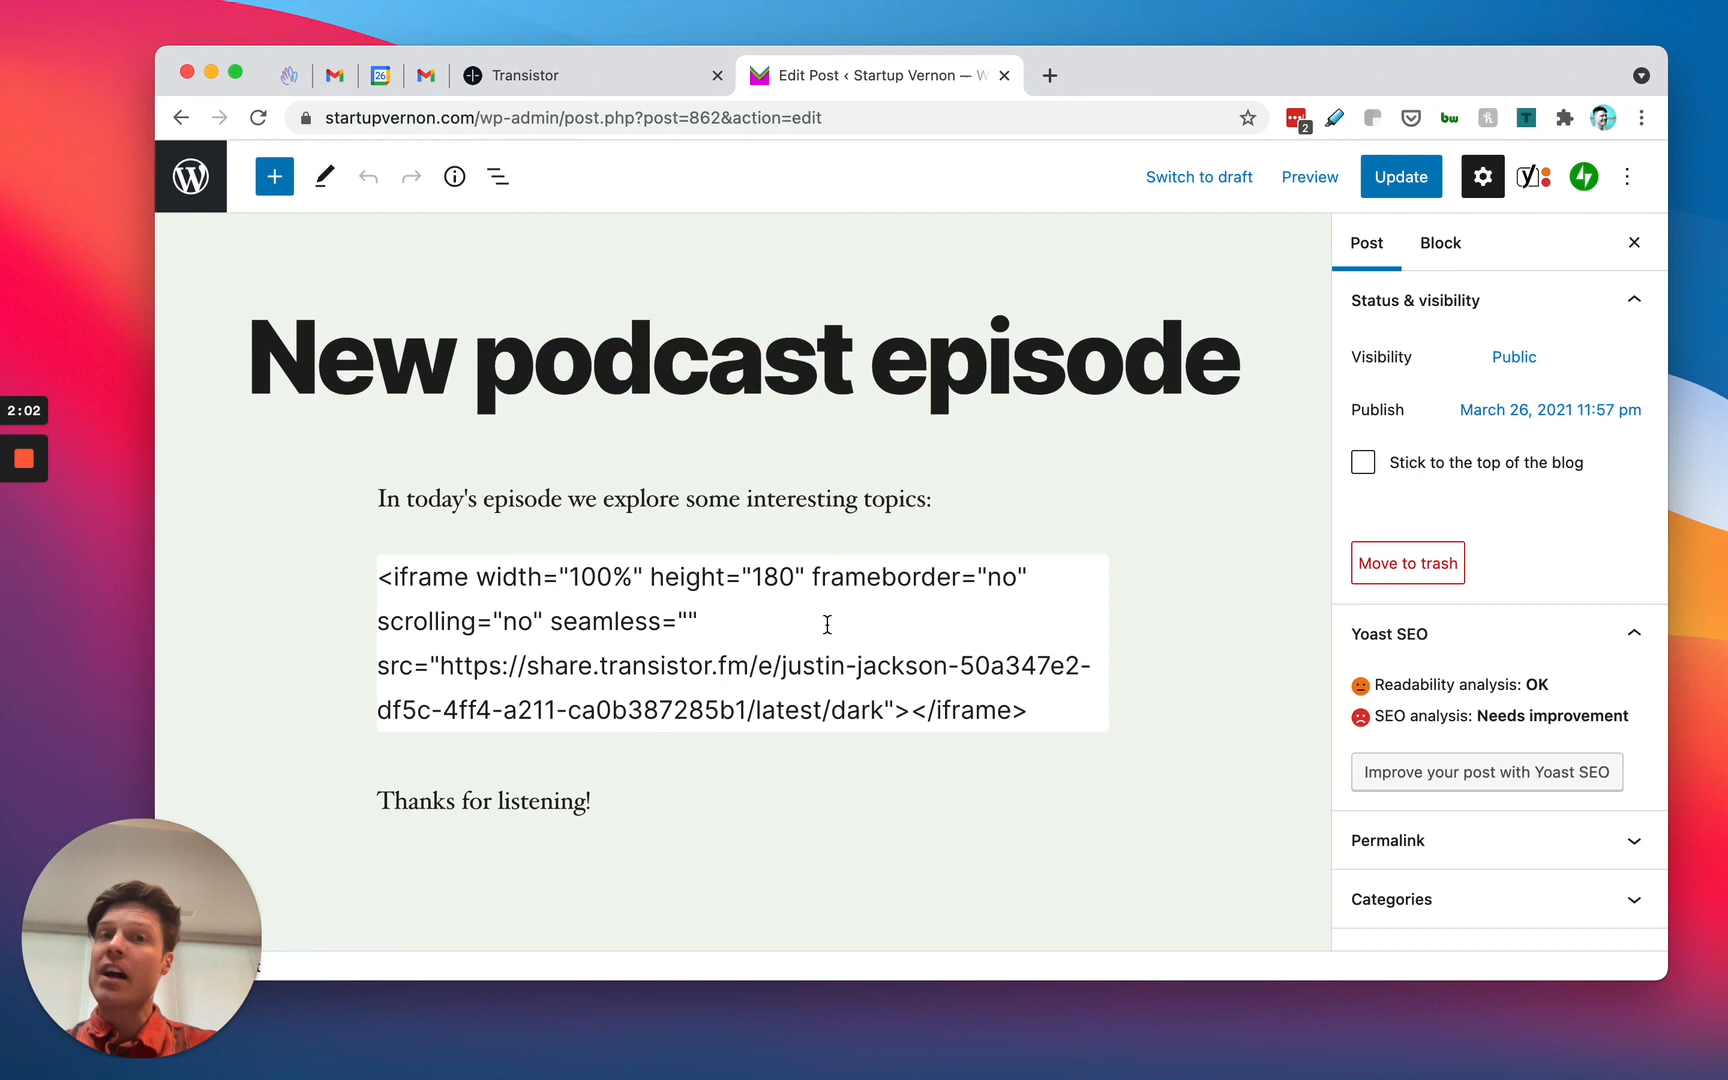 Transistor
Edit Post ‹ Startup Vernon — W
26
startupvernon.com/wp-admin/post.php?post=862&action=edit
2
bw
T
Switch to draft
Preview
Update
Post
Block
New podcast episode
Status & visibility
Visibility
Public
2:02
Publish
March 26, 2021 11:57 pm
Stick to the top of the blog
In today's episode we explore some interesting topics:
<iframe width="100%" height="180" frameborder="no"
scrolling="no" seamless=""
src="https://share.transistor.fm/e/justin-jackson-50a347e2-
df5c-4ff4-a211-ca0b387285b1/latest/dark"></iframe>
Move to trash
Yoast SEO
Readability analysis: OK
SEO analysis: Needs improvement
Improve your post with Yoast SEO
Thanks for listening!
Permalink
Categories